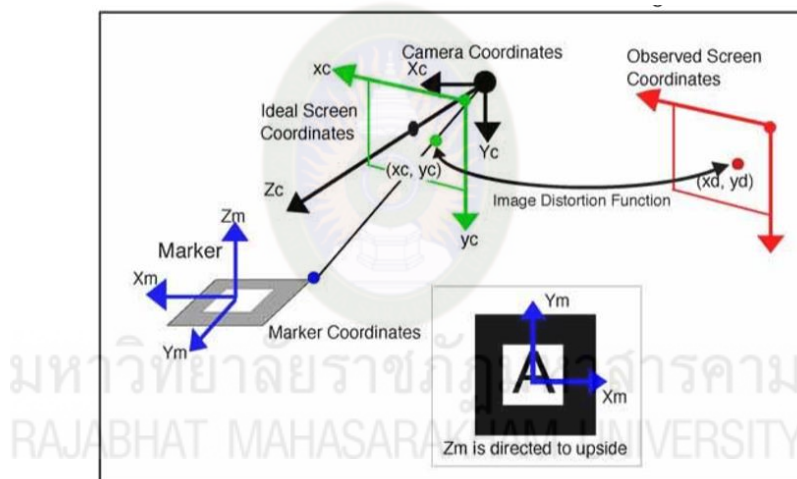 Camera Coordinates
Observed Screen
Coordinates
xc
Xc
Ideal Screen
Coordinates
Yc
(xc, yc)
(xd, yd)
Zc
Image Distortion Function
yc
Zm
Marker
Xm
Ym
Marker Coordinates
Ym
A
Xm
Zm is directed to upside
มหาวิทยาลัยราชภัฏมหาสารคาม
RAJABHAT MAHASARAKHAM UNIVERSITY